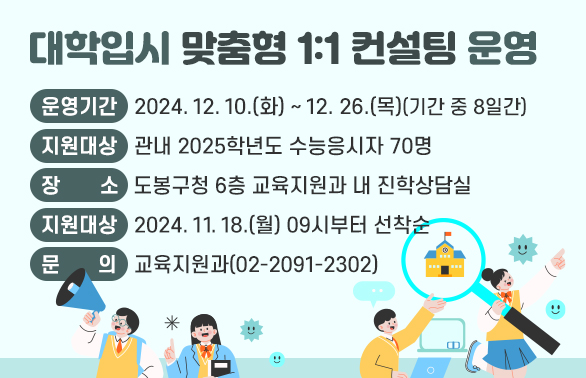 대학입시 맞춤형 1:1 컨설팅 운영
운영기간 2024. 12. 10.(화) ~ 12. 26.(목)(기간 중 8일간)
지원대상 관내 2025학년도 수능응시자 70명
장 소 도봉구청 6층 교육지원과 내 진학상담실
지원대상 2024. 11. 18.(월) 09시부터 선착순
문 의 교육지원과(02-2091-2302)